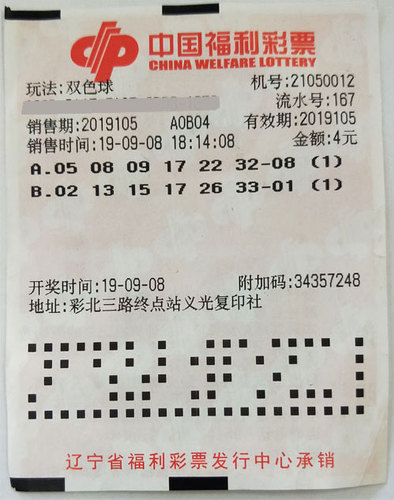 中国福利彩票
CHINA WELFARE LOTTERY
玩法:双色球 机号:21050012
流水号:167
销售期:2019105 A0B04 有效期:2019105
销售时间:19-09-08 18:14:08 金额:4元
A.05 08 09 17 22 32-08 (1)
B.02 13 15 17 26 33-01 (1)
开奖时间:19-09-08 附加码:34357248
地址:彩北三路终点站义光复印社
辽宁省福利彩票发行中心承销